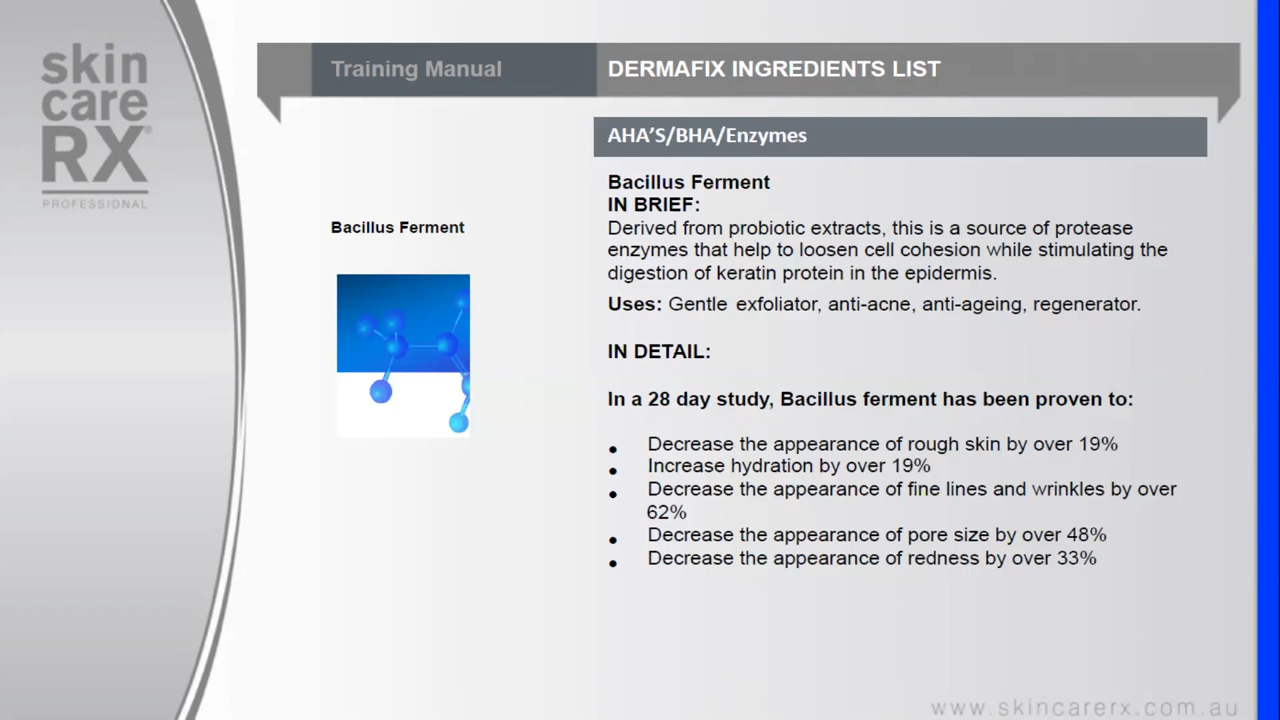 skin
care
RX®
PROFESSIONAL
Training Manual
DERMAFIX INGREDIENTS LIST
AHA'S/BHA/Enzymes
Bacillus Ferment
Bacillus Ferment
IN BRIEF:
Derived from probiotic extracts, this is a source of protease
enzymes that help to loosen cell cohesion while stimulating the
digestion of keratin protein in the epidermis.
Uses: Gentle exfoliator, anti-acne, anti-ageing, regenerator.
IN DETAIL:
In a 28 day study, Bacillus ferment has been proven to:
• Decrease the appearance of rough skin by over 19%
• Increase hydration by over 19%
• Decrease the appearance of fine lines and wrinkles by over
62%
• Decrease the appearance of pore size by over 48%
• Decrease the appearance of redness by over 33%
www.skincarerx.com.au